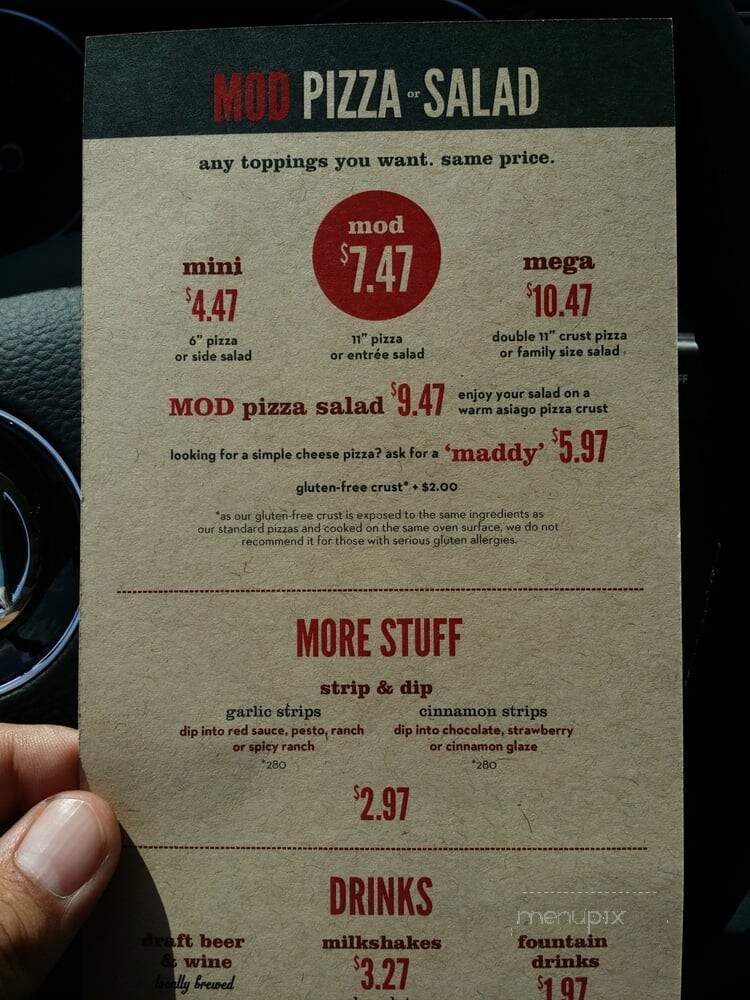 MOD PIZZA or SALAD
any toppings you want. same price.
mini
$4.47
6" pizza
or side salad
mod
$7.47
11" pizza
or entrée salad
mega
$10.47
double 11" crust pizza
or family size salad
MOD pizza salad $9.47 enjoy your salad on a
warm asiago pizza crust
looking for a simple cheese pizza? ask for a 'maddy' $5.97
gluten-free crust* + $2.00
*as our gluten-free crust is exposed to the same ingredients as
our standard pizzas and cooked on the same oven surface, we do not
recommend it for those with serious gluten allergies.
MORE STUFF
strip & dip
garlic strips
dip into red sauce, pesto, ranch
or spicy ranch
*280
cinnamon strips
dip into chocolate, strawberry
or cinnamon glaze
*280
$2.97
DRINKS
draft beer
& wine
locally brewed
milkshakes
$3.27
fountain
drinks
$1.97
menupix